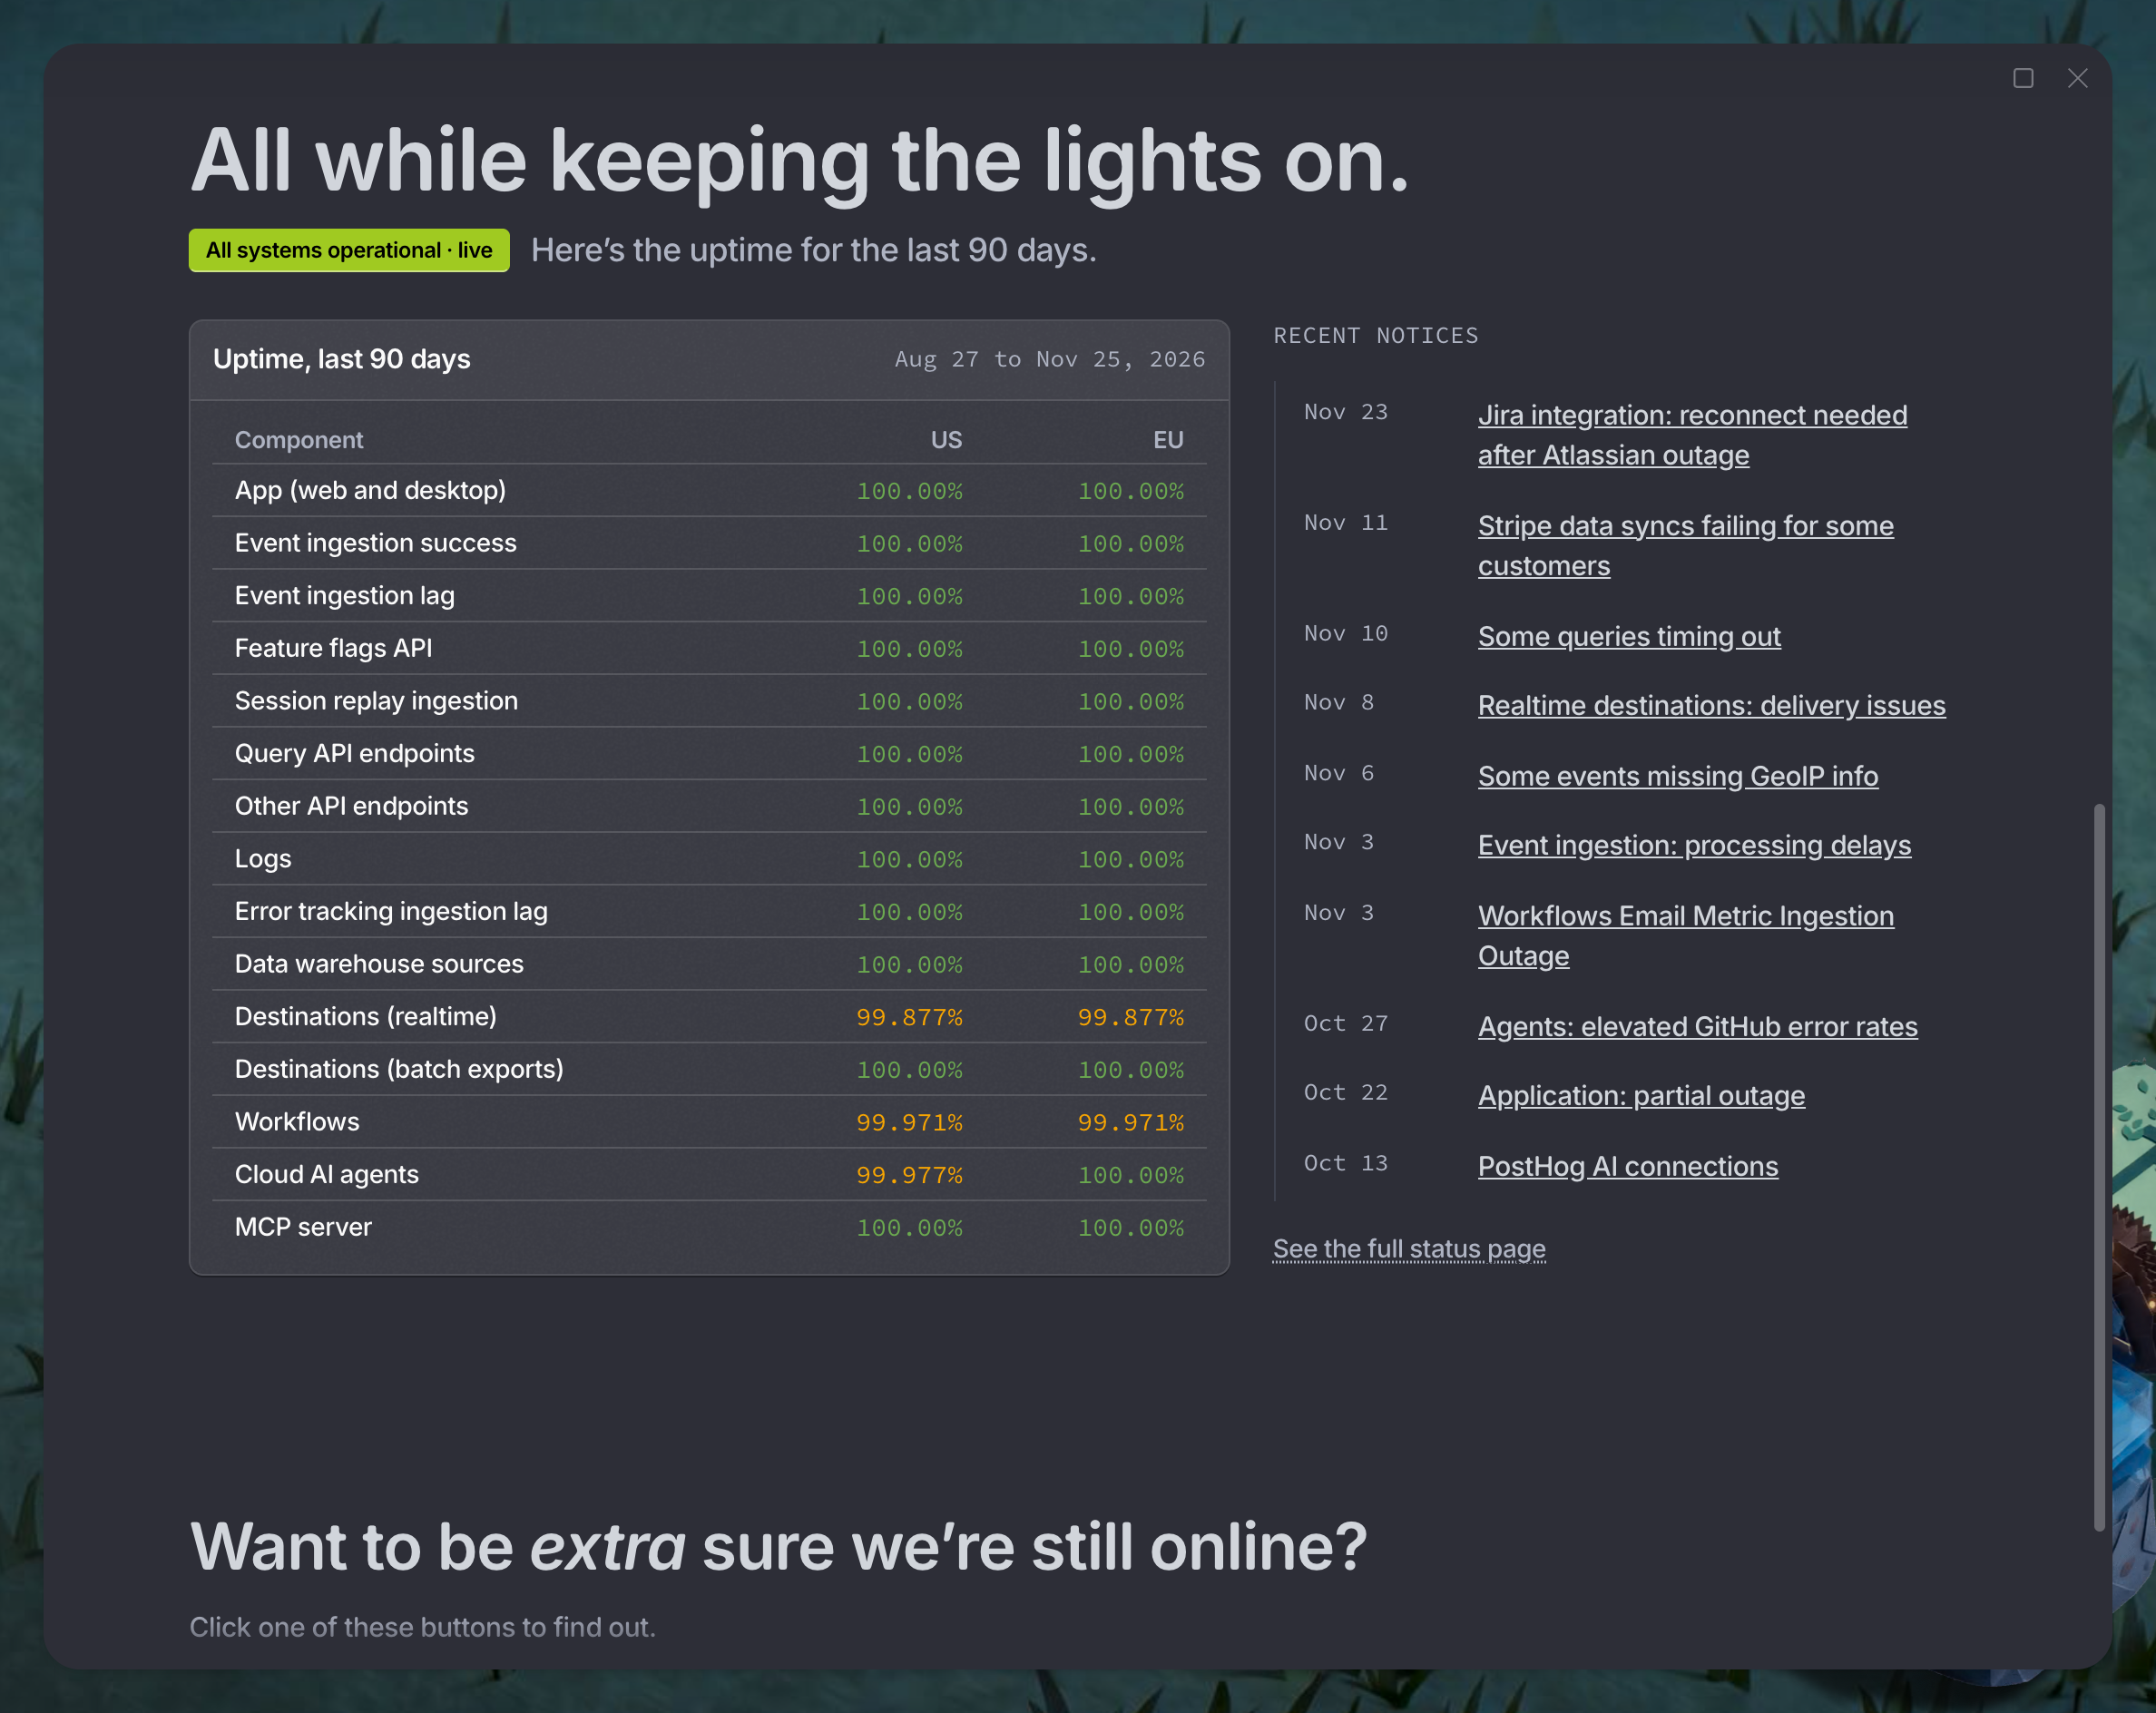 All while keeping the lights on.
All systems operational · live
Here’s the uptime for the last 90 days.
Uptime, last 90 days
Aug 27 to Nov 25, 2026
Component US EU
App (web and desktop) 100.00% 100.00%
Event ingestion success 100.00% 100.00%
Event ingestion lag 100.00% 100.00%
Feature flags API 100.00% 100.00%
Session replay ingestion 100.00% 100.00%
Query API endpoints 100.00% 100.00%
Other API endpoints 100.00% 100.00%
Logs 100.00% 100.00%
Error tracking ingestion lag 100.00% 100.00%
Data warehouse sources 100.00% 100.00%
Destinations (realtime) 99.877% 99.877%
Destinations (batch exports) 100.00% 100.00%
Workflows 99.971% 99.971%
Cloud AI agents 99.977% 100.00%
MCP server 100.00% 100.00%
RECENT NOTICES
Nov 23 Jira integration: reconnect needed
after Atlassian outage
Nov 11 Stripe data syncs failing for some
customers
Nov 10 Some queries timing out
Nov 8 Realtime destinations: delivery issues
Nov 6 Some events missing GeoIP info
Nov 3 Event ingestion: processing delays
Nov 3 Workflows Email Metric Ingestion
Outage
Oct 27 Agents: elevated GitHub error rates
Oct 22 Application: partial outage
Oct 13 PostHog AI connections
See the full status page
Want to be extra sure we’re still online?
Click one of these buttons to find out.